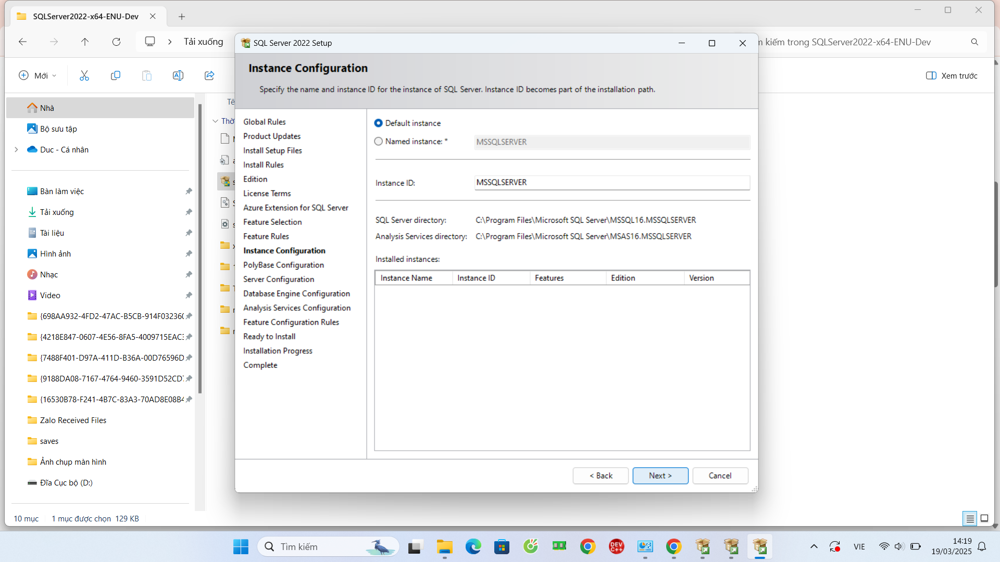 SQLServer2022-x64-ENU-Dev
Tải xuống
m kiếm trong SQLServer2022-x64-ENU-Dev
Mới
Xem trước
Nhà
Bộ sưu tập
Duc - Cá nhân
Bàn làm việc
Tải xuống
Tài liệu
Hình ảnh
Nhạc
Video
{698AA932-4FD2-47AC-B5CB-914F032360
{4218E847-0607-4E56-8FA5-4009715EAC3
{7488F401-D97A-411D-B36A-00D76596D
{9188DA08-7167-4764-9460-3591D52CD7
{16530B78-F241-4B7C-83A3-70AD8E08B4
Zalo Received Files
saves
Ảnh chụp màn hình
Đĩa Cục bộ (D:)
10 mục
1 mục được chọn 129 KB
SQL Server 2022 Setup
Instance Configuration
Specify the name and instance ID for the instance of SQL Server. Instance ID becomes part of the installation path.
Global Rules
Product Updates
Install Setup Files
Install Rules
Edition
License Terms
Azure Extension for SQL Server
Feature Selection
Feature Rules
Instance Configuration
PolyBase Configuration
Server Configuration
Database Engine Configuration
Analysis Services Configuration
Feature Configuration Rules
Ready to Install
Installation Progress
Complete
Default instance
Named instance: * MSSQLSERVER
Instance ID: MSSQLSERVER
SQL Server directory: C:\Program Files\Microsoft SQL Server\MSSQL16.MSSQLSERVER
Analysis Services directory: C:\Program Files\Microsoft SQL Server\MSAS16.MSSQLSERVER
Installed instances:
Instance Name Instance ID Features Edition Version
< Back Next > Cancel
Tìm kiếm
DEV C++
VIE
14:19
19/03/2025